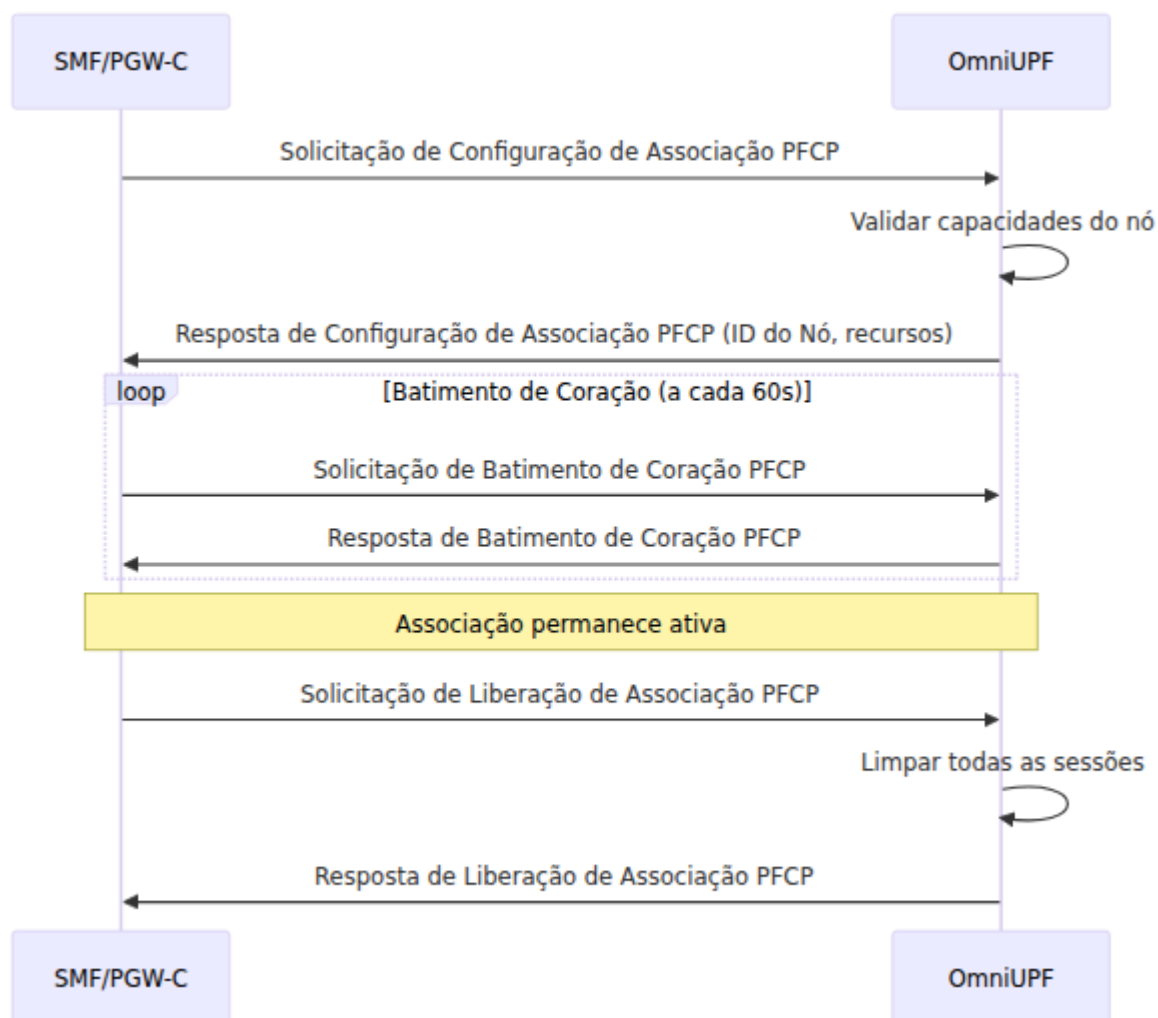 SMF/PGW-C
OmniUPF
Solicitação de Configuração de Associação PFCP
Validar capacidades do nó
Resposta de Configuração de Associação PFCP (ID do Nó, recursos)
loop
[Batimento de Coração (a cada 60s)]
Solicitação de Batimento de Coração PFCP
Resposta de Batimento de Coração PFCP
Associação permanece ativa
Solicitação de Liberação de Associação PFCP
Limpar todas as sessões
Resposta de Liberação de Associação PFCP
SMF/PGW-C
OmniUPF